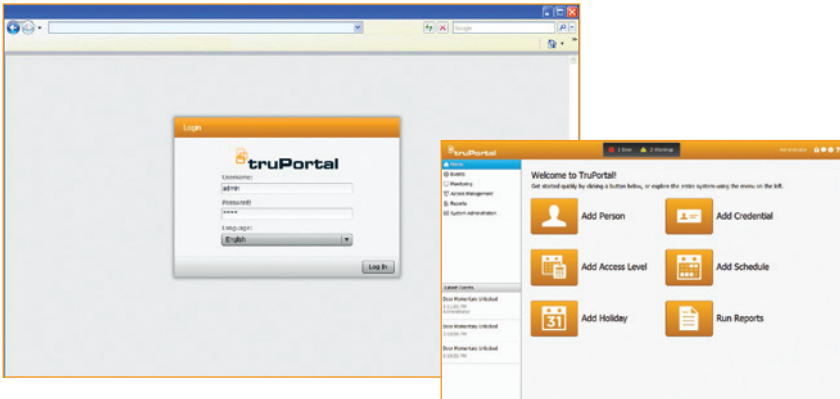 Google
Login
truPortal
Username:
admin
Password:
****
Language:
English
Log In
truPortal
1 Error 2 Warnings
Administrator
Home
Events
Monitoring
Access Management
Reports
System Administration
Welcome to TruPortal!
Get started quickly by clicking a button below, or explore the entire system using the menu on the left.
Add Person
Add Credential
Add Access Level
Add Schedule
31
Add Holiday
Run Reports
Latest Events
Door Momentary Unlocked
Administrator
Door Momentary Unlocked
Door Momentary Unlocked